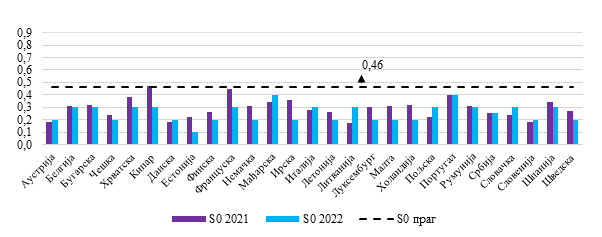 0,9
0,8
0,7
0,6
0,5
0,4
0,3
0,2
0,1
0,0
0,46
Аустрија
Белгија
Бугарска
Чешка
Хрватска
Кипар
Данска
Естонија
Финска
Француска
Немачка
Мађарска
Ирска
Италија
Летонија
Литванија
Луксембург
Малта
Холанија
Пољска
Португал
Румунија
Србија
Словачка
Словенија
Шпанија
Шведска
S0 2021 S0 2022 S0 праг